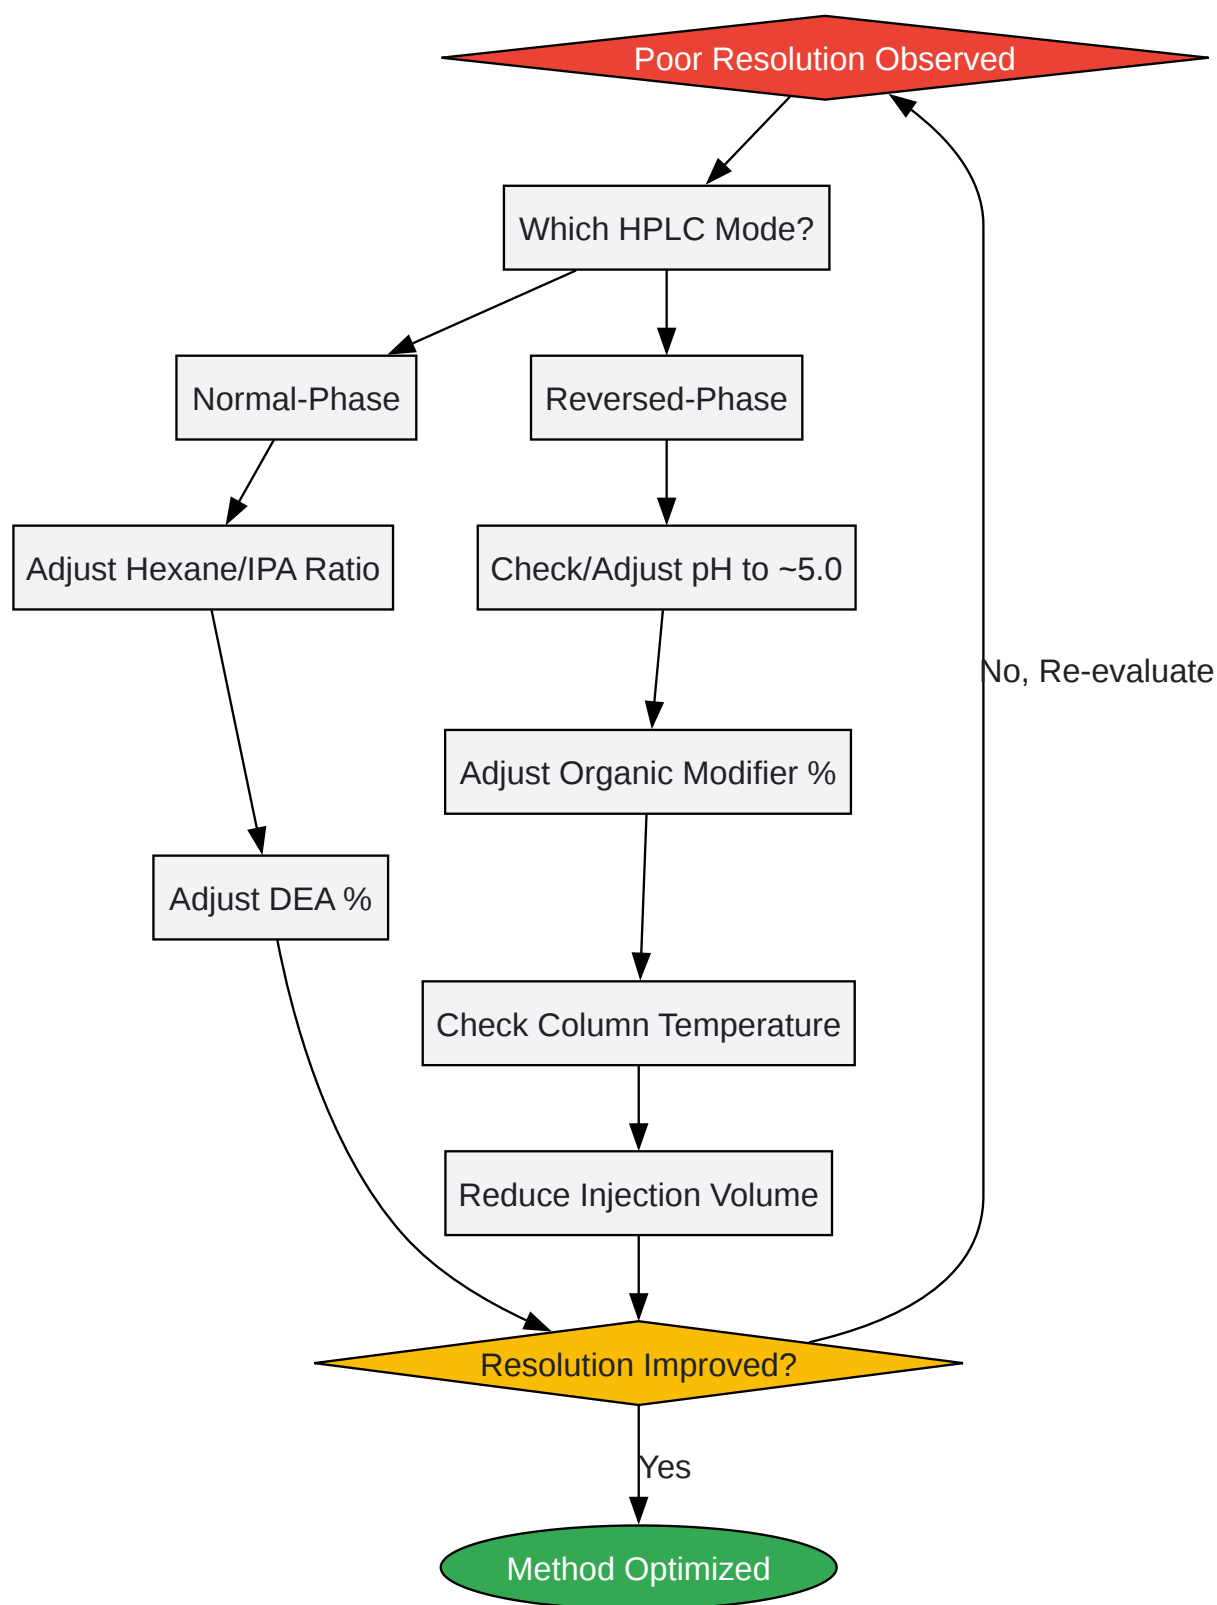 Poor Resolution Observed
Which HPLC Mode?
Normal-Phase
Reversed-Phase
Adjust Hexane/IPA Ratio
Check/Adjust pH to ~5.0
No, Re-evaluate
Adjust Organic Modifier %
Adjust DEA %
Check Column Temperature
Reduce Injection Volume
Resolution Improved?
Yes
Method Optimized